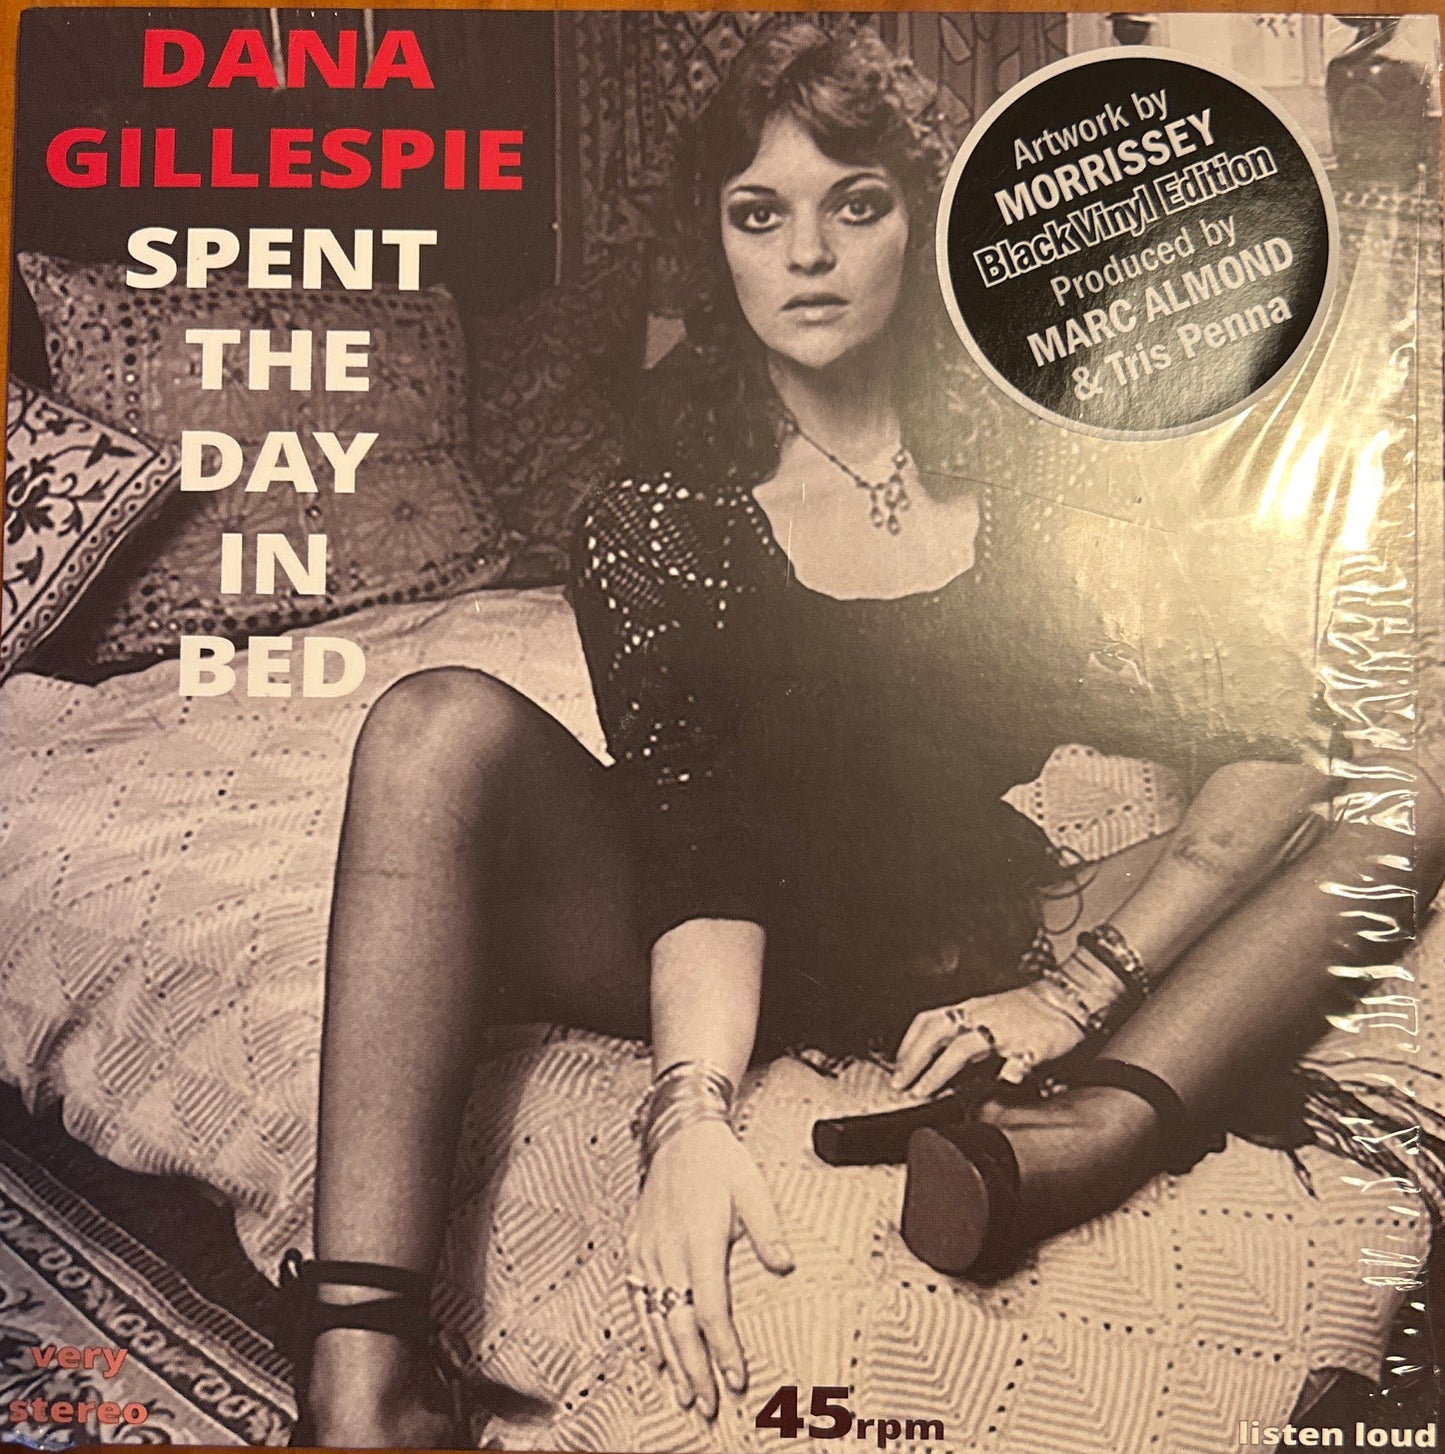 DANA
GILLESPIE
SPENT
THE
DAY
IN
BED
Artwork by
MORRISSEY
Black Vinyl Edition
Produced by
MARC ALMOND
& Tris Penna
very
stereo
45rpm
listen loud